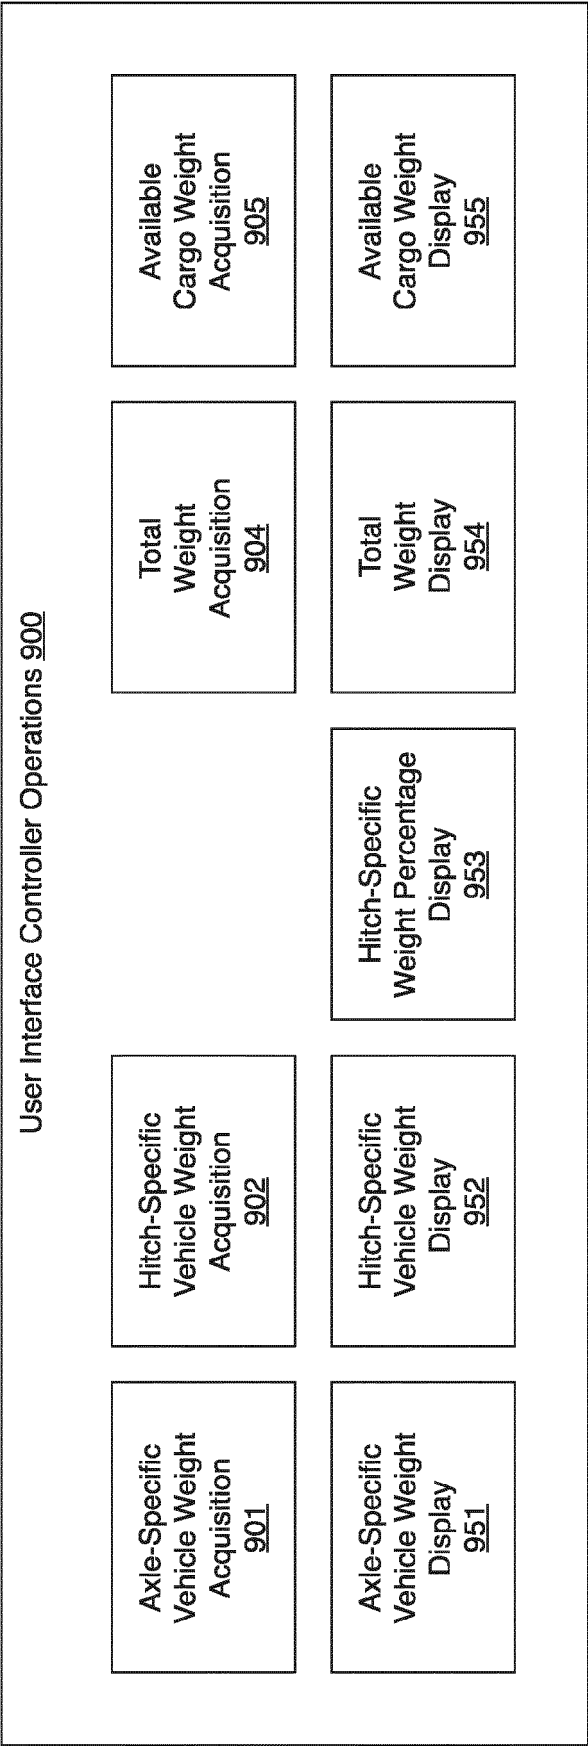 User Interface Controller Operations 900
Axle-Specific
Vehicle Weight
Acquisition
901
Hitch-Specific
Vehicle Weight
Acquisition
902
Total
Weight
Acquisition
904
Available
Cargo Weight
Acquisition
905
Axle-Specific
Vehicle Weight
Display
951
Hitch-Specific
Vehicle Weight
Display
952
Hitch-Specific
Weight Percentage
Display
953
Total
Weight
Display
954
Available
Cargo Weight
Display
955